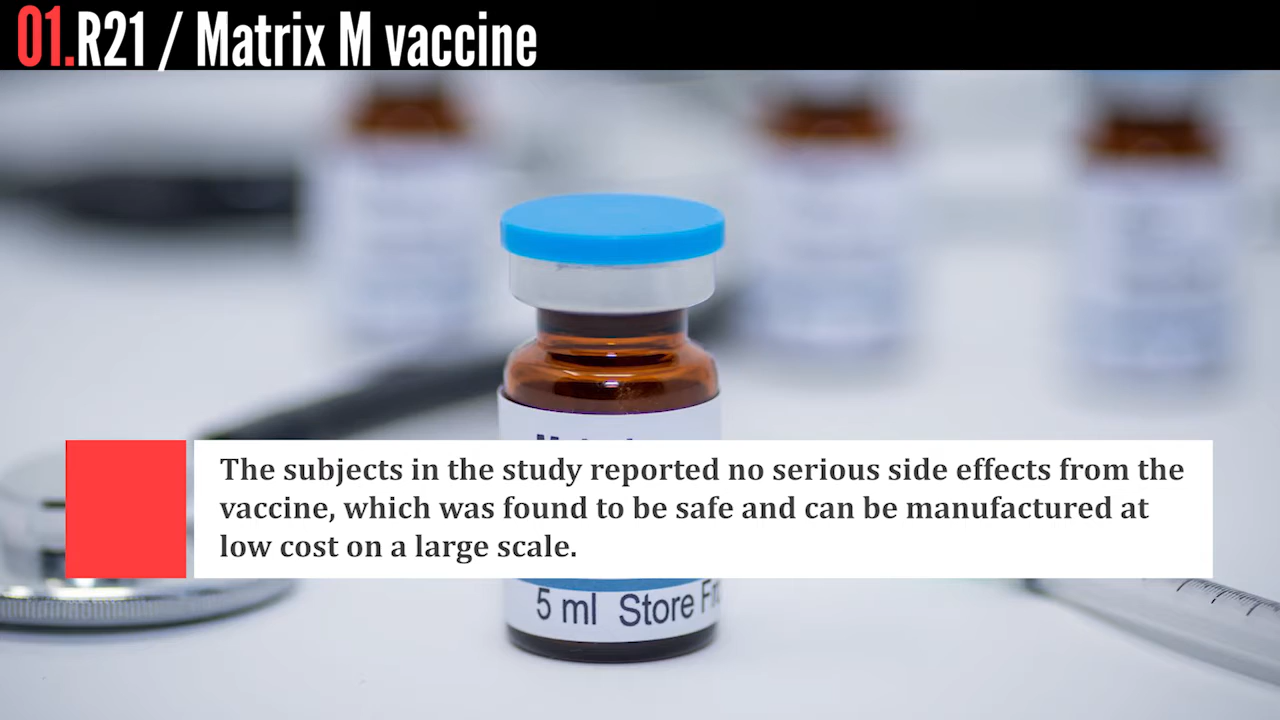 01.R21 / Matrix M vaccine
The subjects in the study reported no serious side effects from the
vaccine, which was found to be safe and can be manufactured at
low cost on a large scale.
5 ml Store